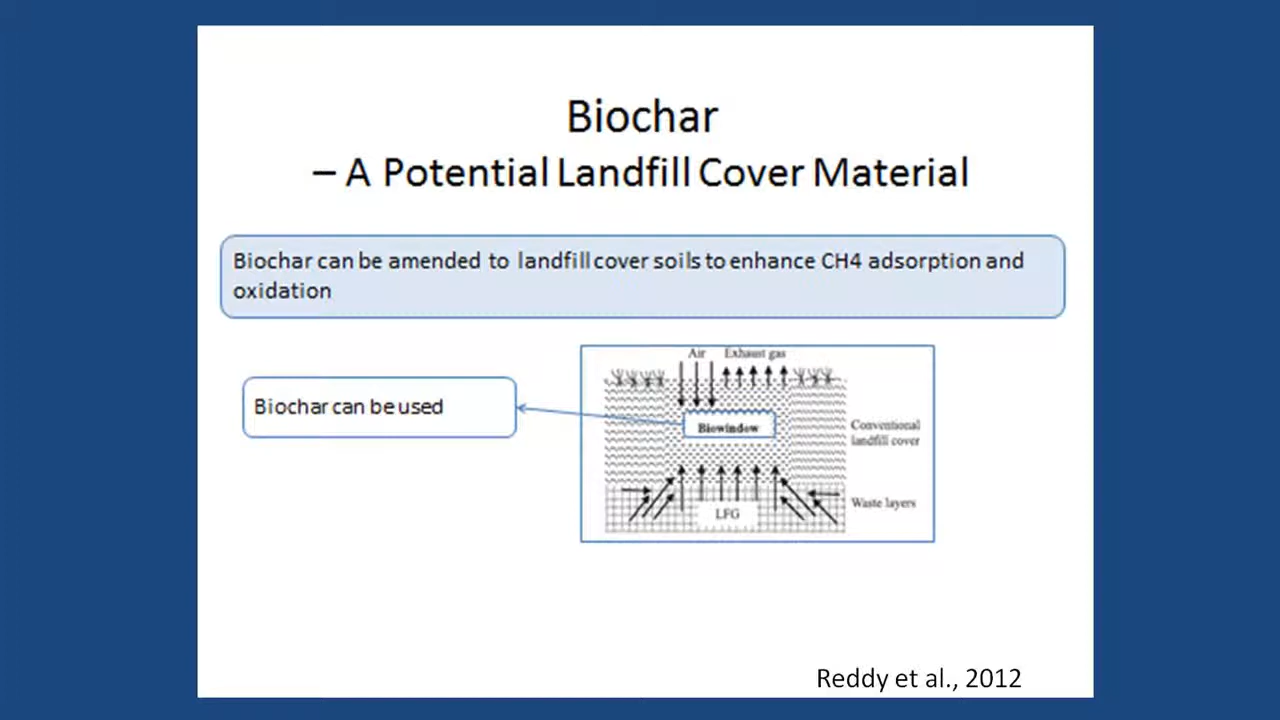 Biochar
– A Potential Landfill Cover Material
Biochar can be amended to landfill cover soils to enhance CH4 adsorption and
oxidation
Air Exhaust gas
Biochar can be used
Biowindow
Conventional
landfill cover
Waste layers
LFG
Reddy et al., 2012